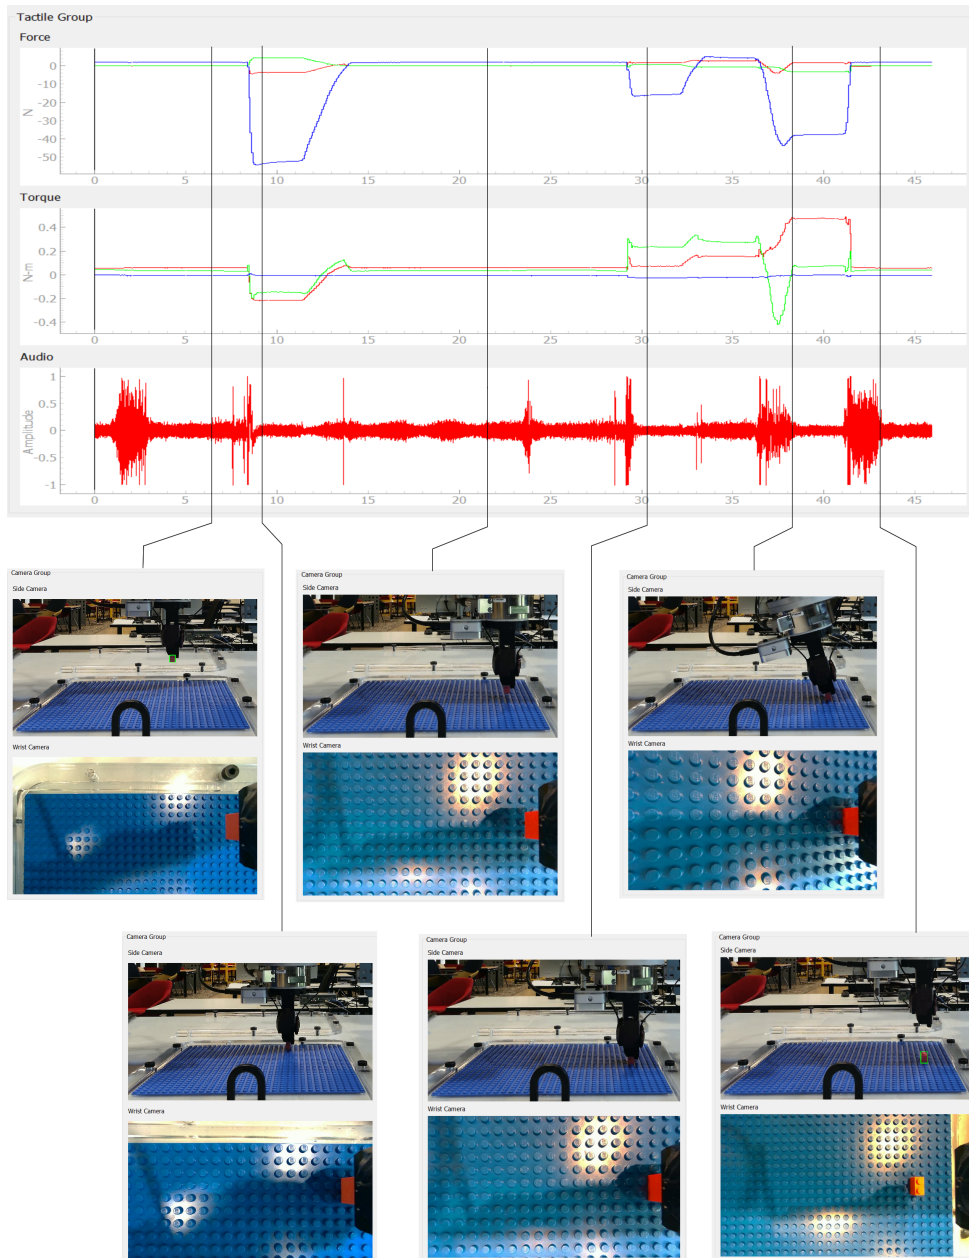 Tactile Group
Force
0
-10
-20
-30
-40
-50
N
0 5 10 15 20 25 30 35 40 45
Torque
0.4
0.2
0
-0.2
-0.4
N-m
0 5 10 15 20 25 30 35 40 45
Audio
1
0.5
0
-0.5
-1
Amplitude
0 5 10 15 20 25 30 35 40 45
Camera Group
Side Camera
Wrist Camera
Camera Group
Side Camera
Wrist Camera
Camera Group
Side Camera
Wrist Camera
Camera Group
Side Camera
Wrist Camera
Camera Group
Side Camera
Wrist Camera
Camera Group
Side Camera
Wrist Camera